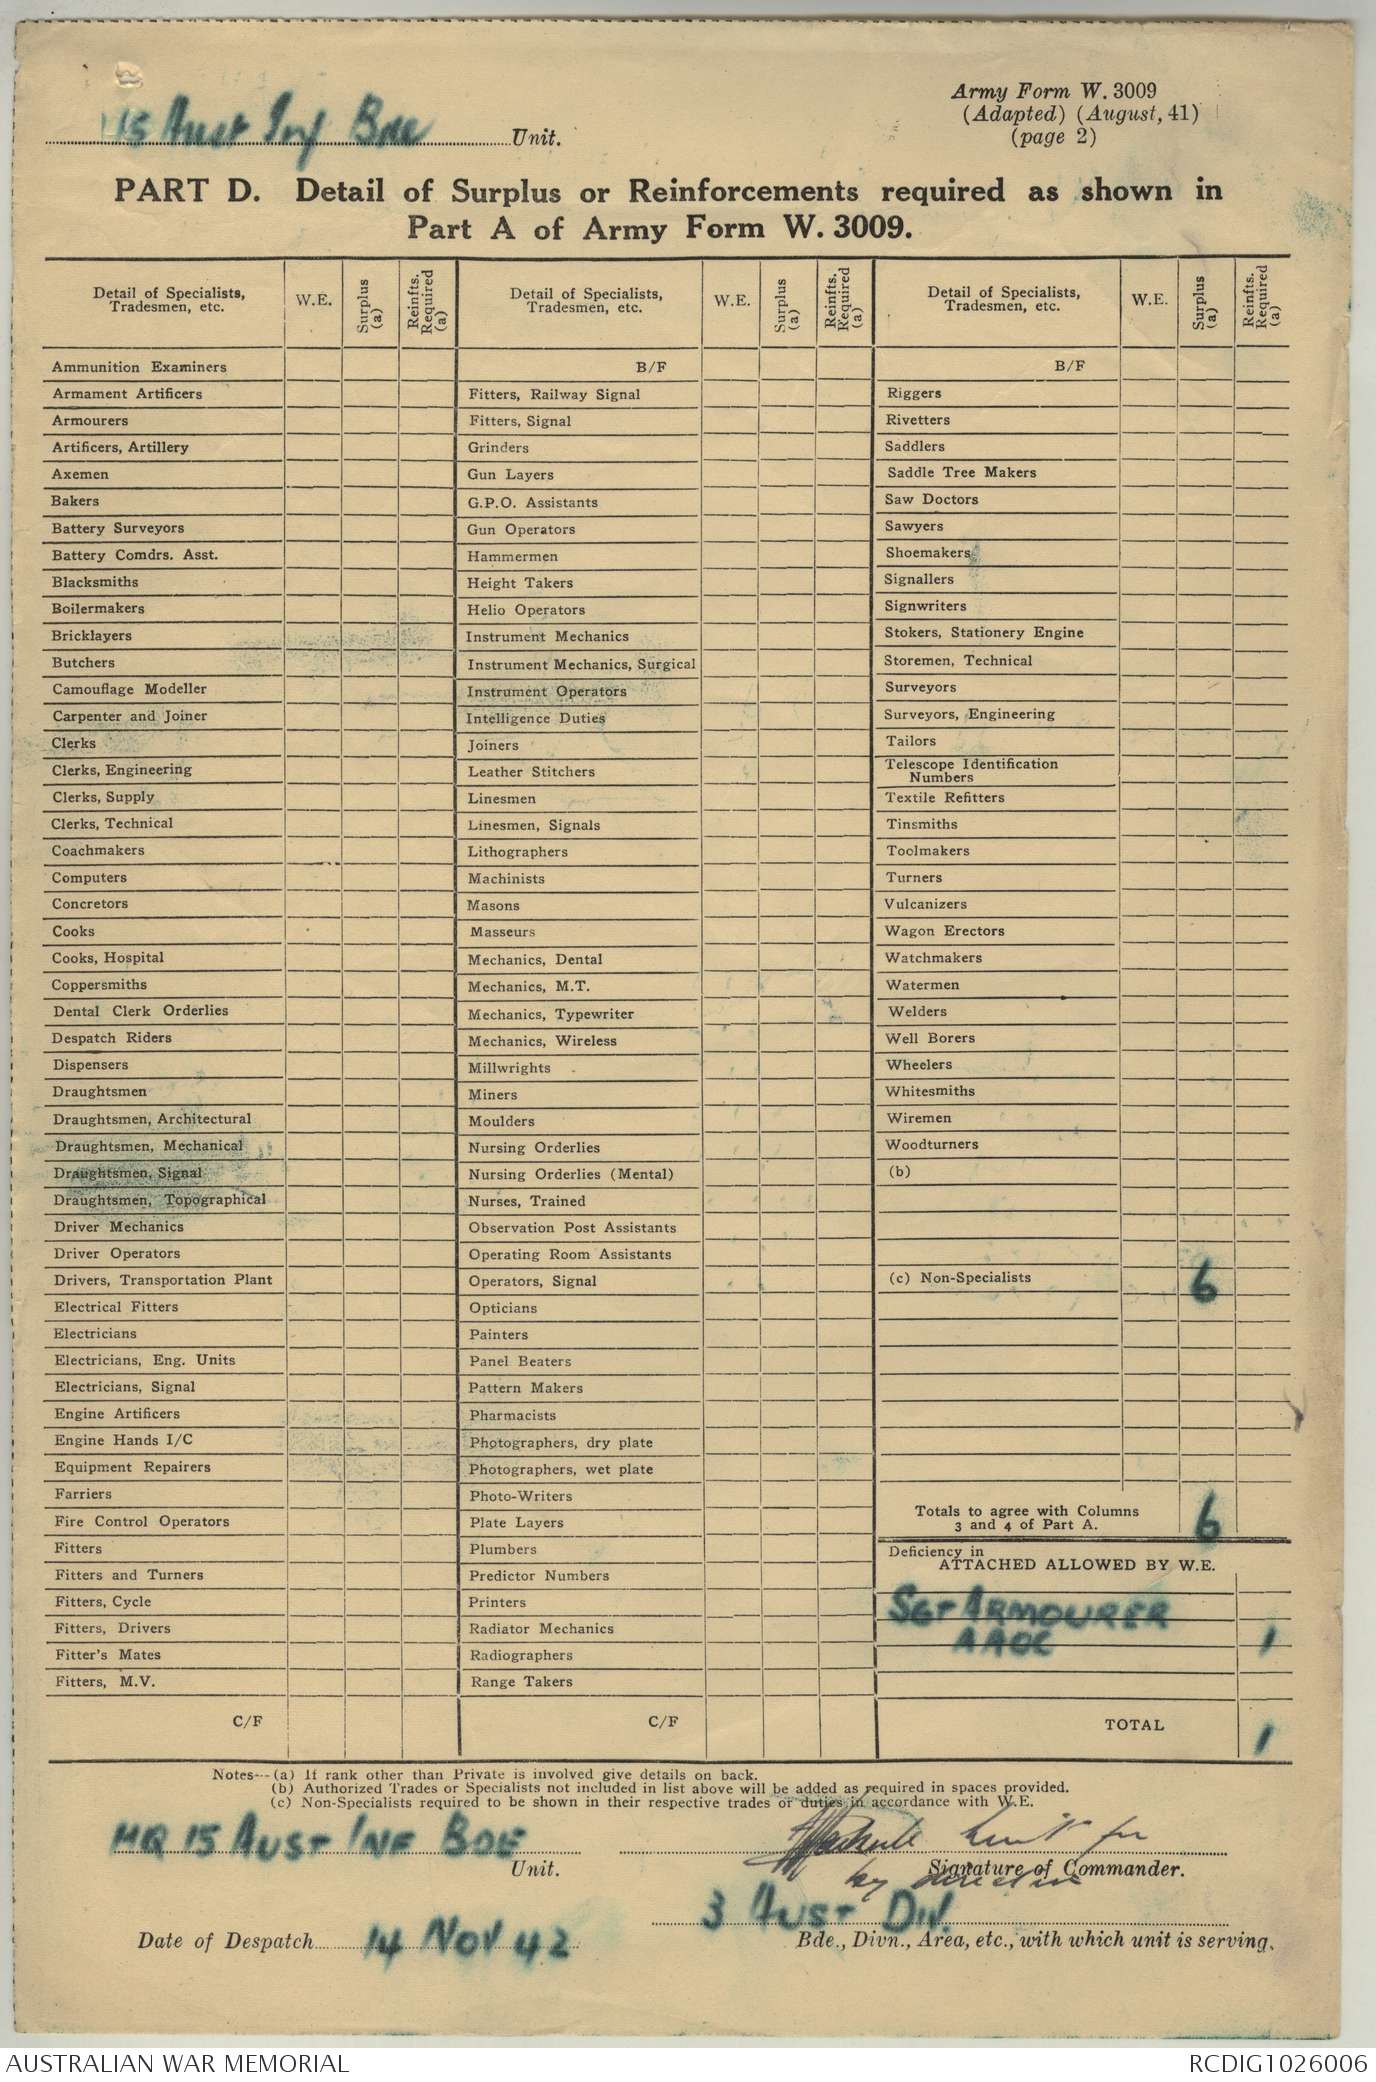 Army Form W. 3009
(Adapted) (August, 41)
(page 2)
15 Aust Inf Bde Unit.
PART D. Detail of Surplus or Reinforcements required as shown in
Part A of Army Form W. 3009.
Detail of Specialists, Tradesmen, etc. W.E. Surplus (a) Reinfts. Required (a) Detail of Specialists, Tradesmen, etc. W.E. Surplus (a) Reinfts. Required (a) Detail of Specialists, Tradesmen, etc. W.E. Surplus (a) Reinfts. Required (a)
Ammunition Examiners
Armament Artificers
Armourers
Artificers, Artillery
Axemen
Bakers
Battery Surveyors
Battery Comdrs. Asst.
Blacksmiths
Boilermakers
Bricklayers
Butchers
Camouflage Modeller
Carpenter and Joiner
Clerks
Clerks, Engineering
Clerks, Supply
Clerks, Technical
Coachmakers
Computers
Concretors
Cooks
Cooks, Hospital
Coppersmiths
Dental Clerk Orderlies
Despatch Riders
Dispensers
Draughtsmen
Draughtsmen, Architectural
Draughtsmen, Mechanical
Draughtsmen, Signal
Draughtsmen, Topographical
Driver Mechanics
Driver Operators
Drivers, Transportation Plant
Electrical Fitters
Electricians
Electricians, Eng. Units
Electricians, Signal
Engine Artificers
Engine Hands I/C
Equipment Repairers
Farriers
Fire Control Operators
Fitters
Fitters and Turners
Fitters, Cycle
Fitters, Drivers
Fitter's Mates
Fitters, M.V.
C/F
B/F
Fitters, Railway Signal
Fitters, Signal
Grinders
Gun Layers
G.P.O. Assistants
Gun Operators
Hammermen
Height Takers
Helio Operators
Instrument Mechanics
Instrument Mechanics, Surgical
Instrument Operators
Intelligence Duties
Joiners
Leather Stitchers
Linesmen
Linesmen, Signals
Lithographers
Machinists
Masons
Masseurs
Mechanics, Dental
Mechanics, M.T.
Mechanics, Typewriter
Mechanics, Wireless
Millwrights
Miners
Moulders
Nursing Orderlies
Nursing Orderlies (Mental)
Nurses, Trained
Observation Post Assistants
Operating Room Assistants
Operators, Signal
Opticians
Painters
Panel Beaters
Pattern Makers
Pharmacists
Photographers, dry plate
Photographers, wet plate
Photo-Writers
Plate Layers
Plumbers
Predictor Numbers
Printers
Radiator Mechanics
Radiographers
Range Takers
C/F
B/F
Riggers
Rivetters
Saddlers
Saddle Tree Makers
Saw Doctors
Sawyers
Shoemakers
Signallers
Signwriters
Stokers, Stationery Engine
Storemen, Technical
Surveyors
Surveyors, Engineering
Tailors
Telescope Identification
Numbers
Textile Refitters
Tinsmiths
Toolmakers
Turners
Vulcanizers
Wagon Erectors
Watchmakers
Watermen
Welders
Well Borers
Wheelers
Whitesmiths
Wiremen
Woodturners
(b)
(c) Non-Specialists 6
Totals to agree with Columns
3 and 4 of Part A. 6
Deficiency in
ATTACHED ALLOWED BY W.E.
SGT ARMOURER
AAOC 1
TOTAL 1
Notes--(a) If rank other than Private is involved give details on back.
(b) Authorized Trades or Specialists not included in list above will be added as required in spaces provided.
(c) Non-Specialists required to be shown in their respective trades or duties in accordance with W.E.
HQ 15 AUST INF BDE
Unit.
Lieut for
Signature of Commander.
3 AUST DIV.
Date of Despatch 14 NOV 42
Bde., Divn., Area, etc., with which unit is serving.
AUSTRALIAN WAR MEMORIAL
RCDIG1026006